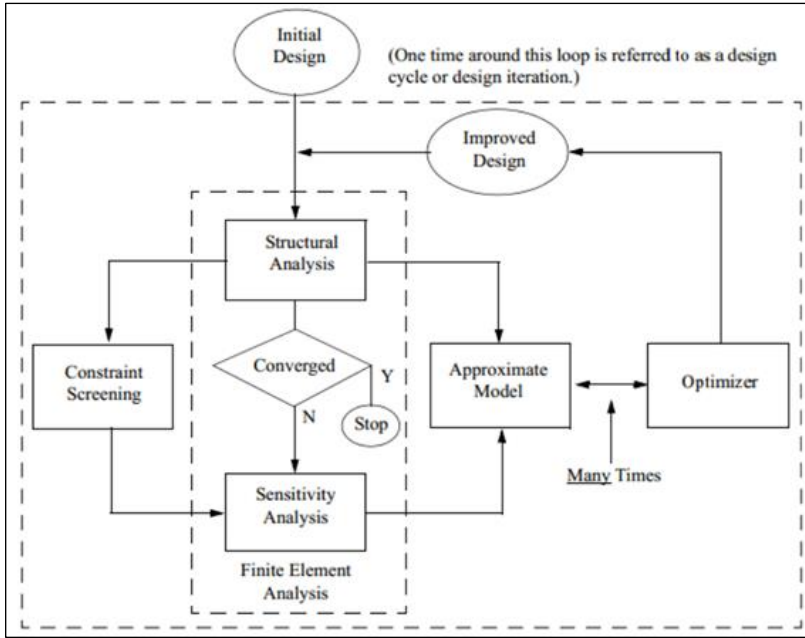 Initial
Design
(One time around this loop is referred to as a design
cycle or design iteration.)
Improved
Design
Structural
Analysis
Constraint
Screening
Converged
Y
N
Stop
Approximate
Model
Optimizer
Many Times
Sensitivity
Analysis
Finite Element
Analysis